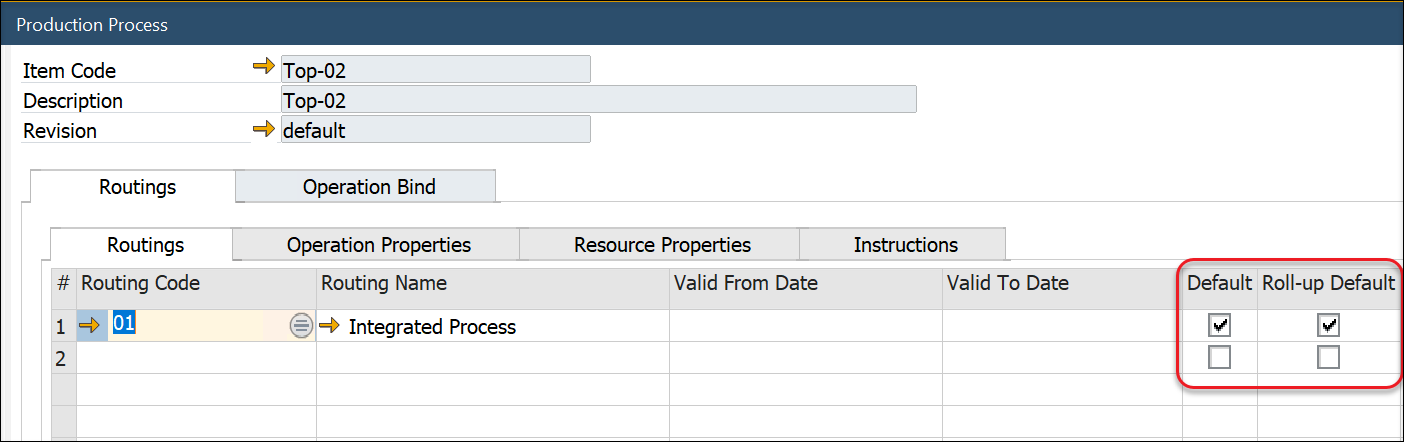 Production Process
Item Code Top-02
Description Top-02
Revision default
Routings Operation Bind
Routings Operation Properties Resource Properties Instructions
# Routing Code Routing Name Valid From Date Valid To Date Default Roll-up Default
1 01 Integrated Process
2